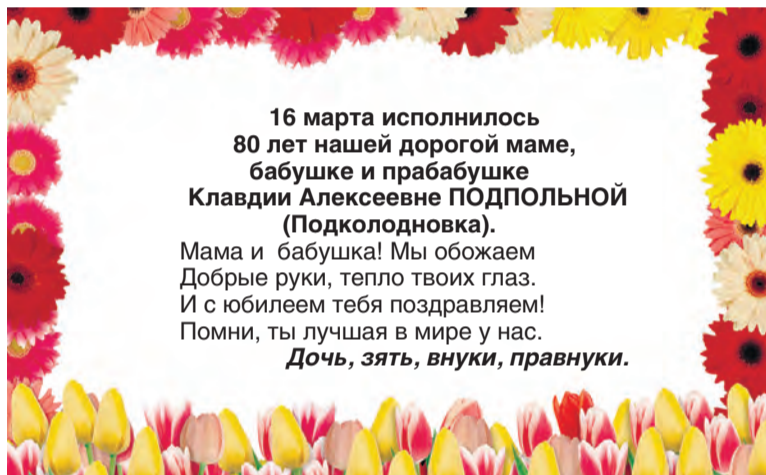 16 марта исполнилось
80 лет нашей дорогой маме,
бабушке и прабабушке
Клавдии Алексеевне ПОДПОЛЬНОЙ
(Подколодновка).
Мама и бабушка! Мы обожаем
Добрые руки, тепло твоих глаз.
И с юбилеем тебя поздравляем!
Помни, ты лучшая в мире у нас.
Дочь, зять, внуки, правнуки.